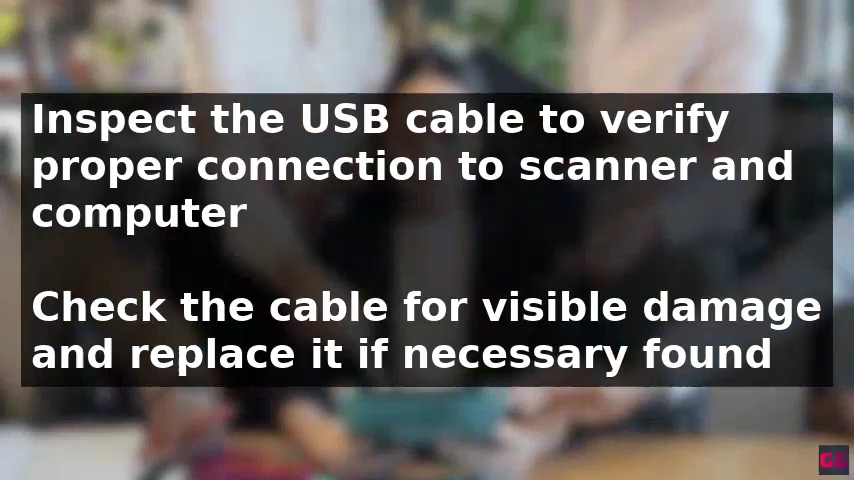 Inspect the USB cable to verify
proper connection to scanner and
computer
Check the cable for visible damage
and replace it if necessary found
GG